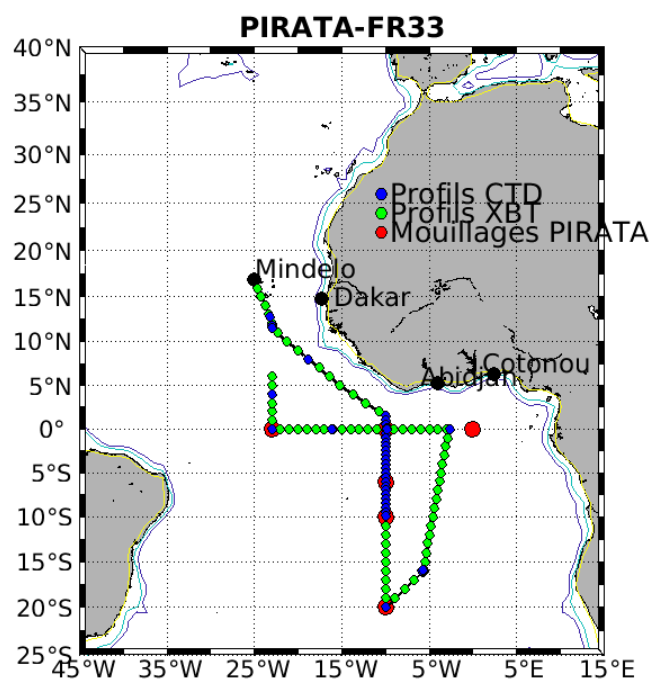 PIRATA-FR33
40°N
35°N
30°N
25°N
20°N
15°N
10°N
5°N
0°
5°S
10°S
15°S
20°S
25°S
Profils CTD
Profils XBT
Mouillages PIRATA
Mindelo
Dakar
Cotonou
Abidjan
45°W
35°W
25°W
15°W
5°W
5°E
15°E